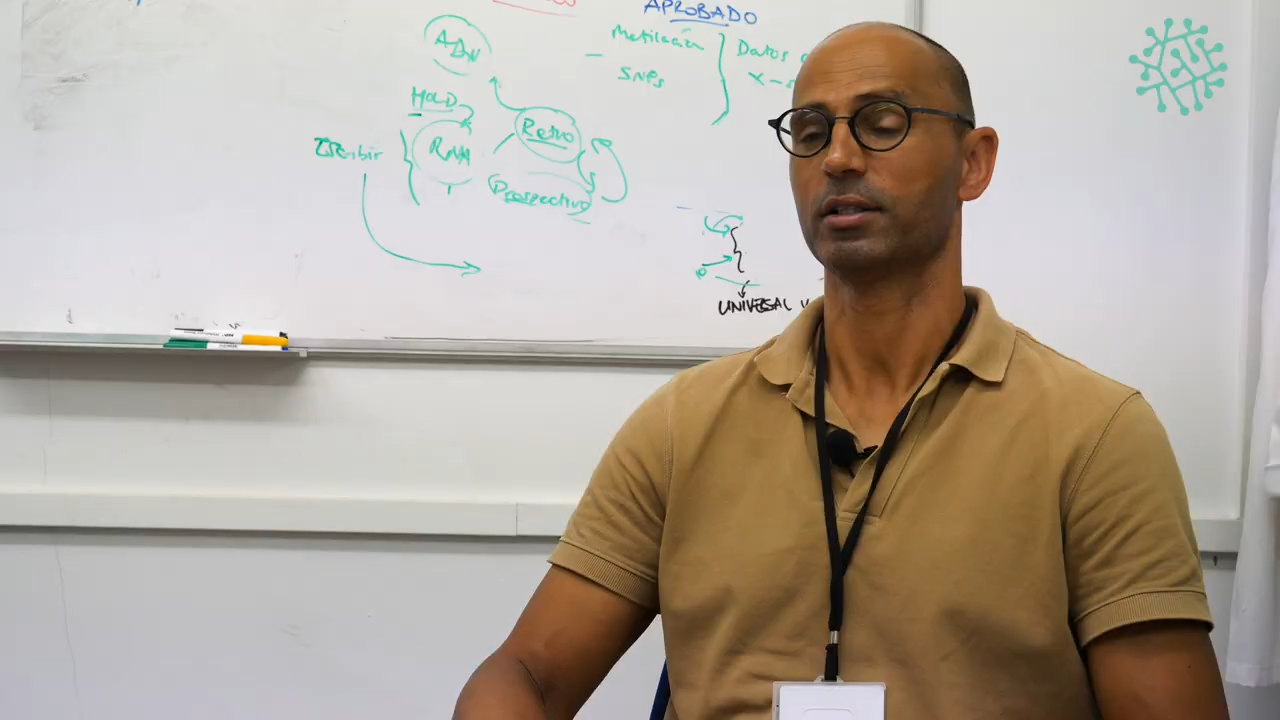 APROBADO
ADN
Metilación
Datos
SNPs
X-s
HOLD
Retro
Escribir
RNA
Prospectivo
UNIVERSAL